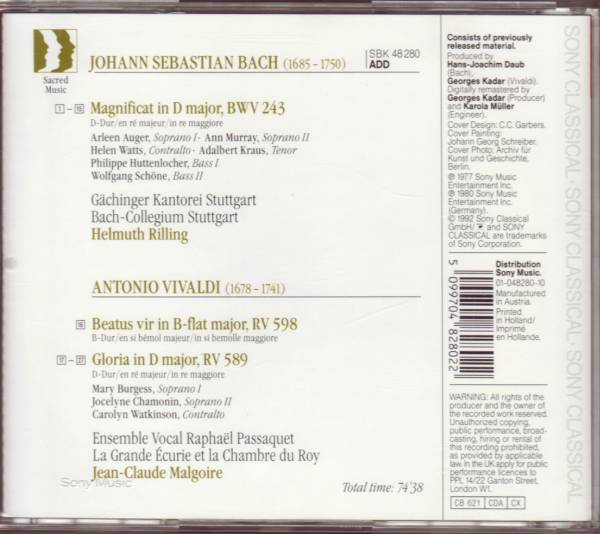 Sacred
Music
JOHANN SEBASTIAN BACH (1685 – 1750)
SBK 48280
ADD
1 – 15 Magnificat in D major, BWV 243
D-Dur/en ré majeur/in re maggiore
Arleen Auger, Soprano I · Ann Murray, Soprano II
Helen Watts, Contralto · Adalbert Kraus, Tenor
Philippe Huttenlocher, Bass I
Wolfgang Schöne, Bass II
Gächinger Kantorei Stuttgart
Bach-Collegium Stuttgart
Helmuth Rilling
ANTONIO VIVALDI (1678 – 1741)
16 Beatus vir in B-flat major, RV 598
B-Dur/en si bémol majeur/in si bemolle maggiore
17 – 27 Gloria in D major, RV 589
D-Dur/en ré majeur/in re maggiore
Mary Burgess, Soprano I
Jocelyne Chamonin, Soprano II
Carolyn Watkinson, Contralto
Ensemble Vocal Raphaël Passaquet
La Grande Écurie et la Chambre du Roy
Jean-Claude Malgoire
Sony Music
Total time: 74'38
Consists of previously
released material.
Produced by
Hans-Joachim Daub
(Bach),
Georges Kadar (Vivaldi).
Digitally remastered by
Georges Kadar (Producer)
and Karola Müller
(Engineer).
Cover Design: C.C. Garbers.
Cover Painting:
Johann Georg Schreiber.
Cover Photo: Archiv für
Kunst und Geschichte,
Berlin.
℗ 1977 Sony Music
Entertainment Inc.
℗ 1980 Sony Music
Entertainment Inc.
(Germany).
© 1992 Sony Classical
GmbH/ and SONY
CLASSICAL are trademarks
of Sony Corporation.
5 099704 828022
Distribution
Sony Music.
01-048280-10
Manufactured
in Austria.
Printed
in Holland/
Imprimé
en Hollande.
WARNING: All rights of the
producer and the owner of
the recorded work reserved.
Unauthorized copying,
public performance, broad-
casting, hiring or rental of
this recording prohibited,
as provided by applicable
law. In the UK apply for public
performance licences to
PPL 14/22 Ganton Street,
London W1.
CB 621 CDA CX
SONY CLASSICAL · SONY CLASSICAL · SONY CLASSICAL